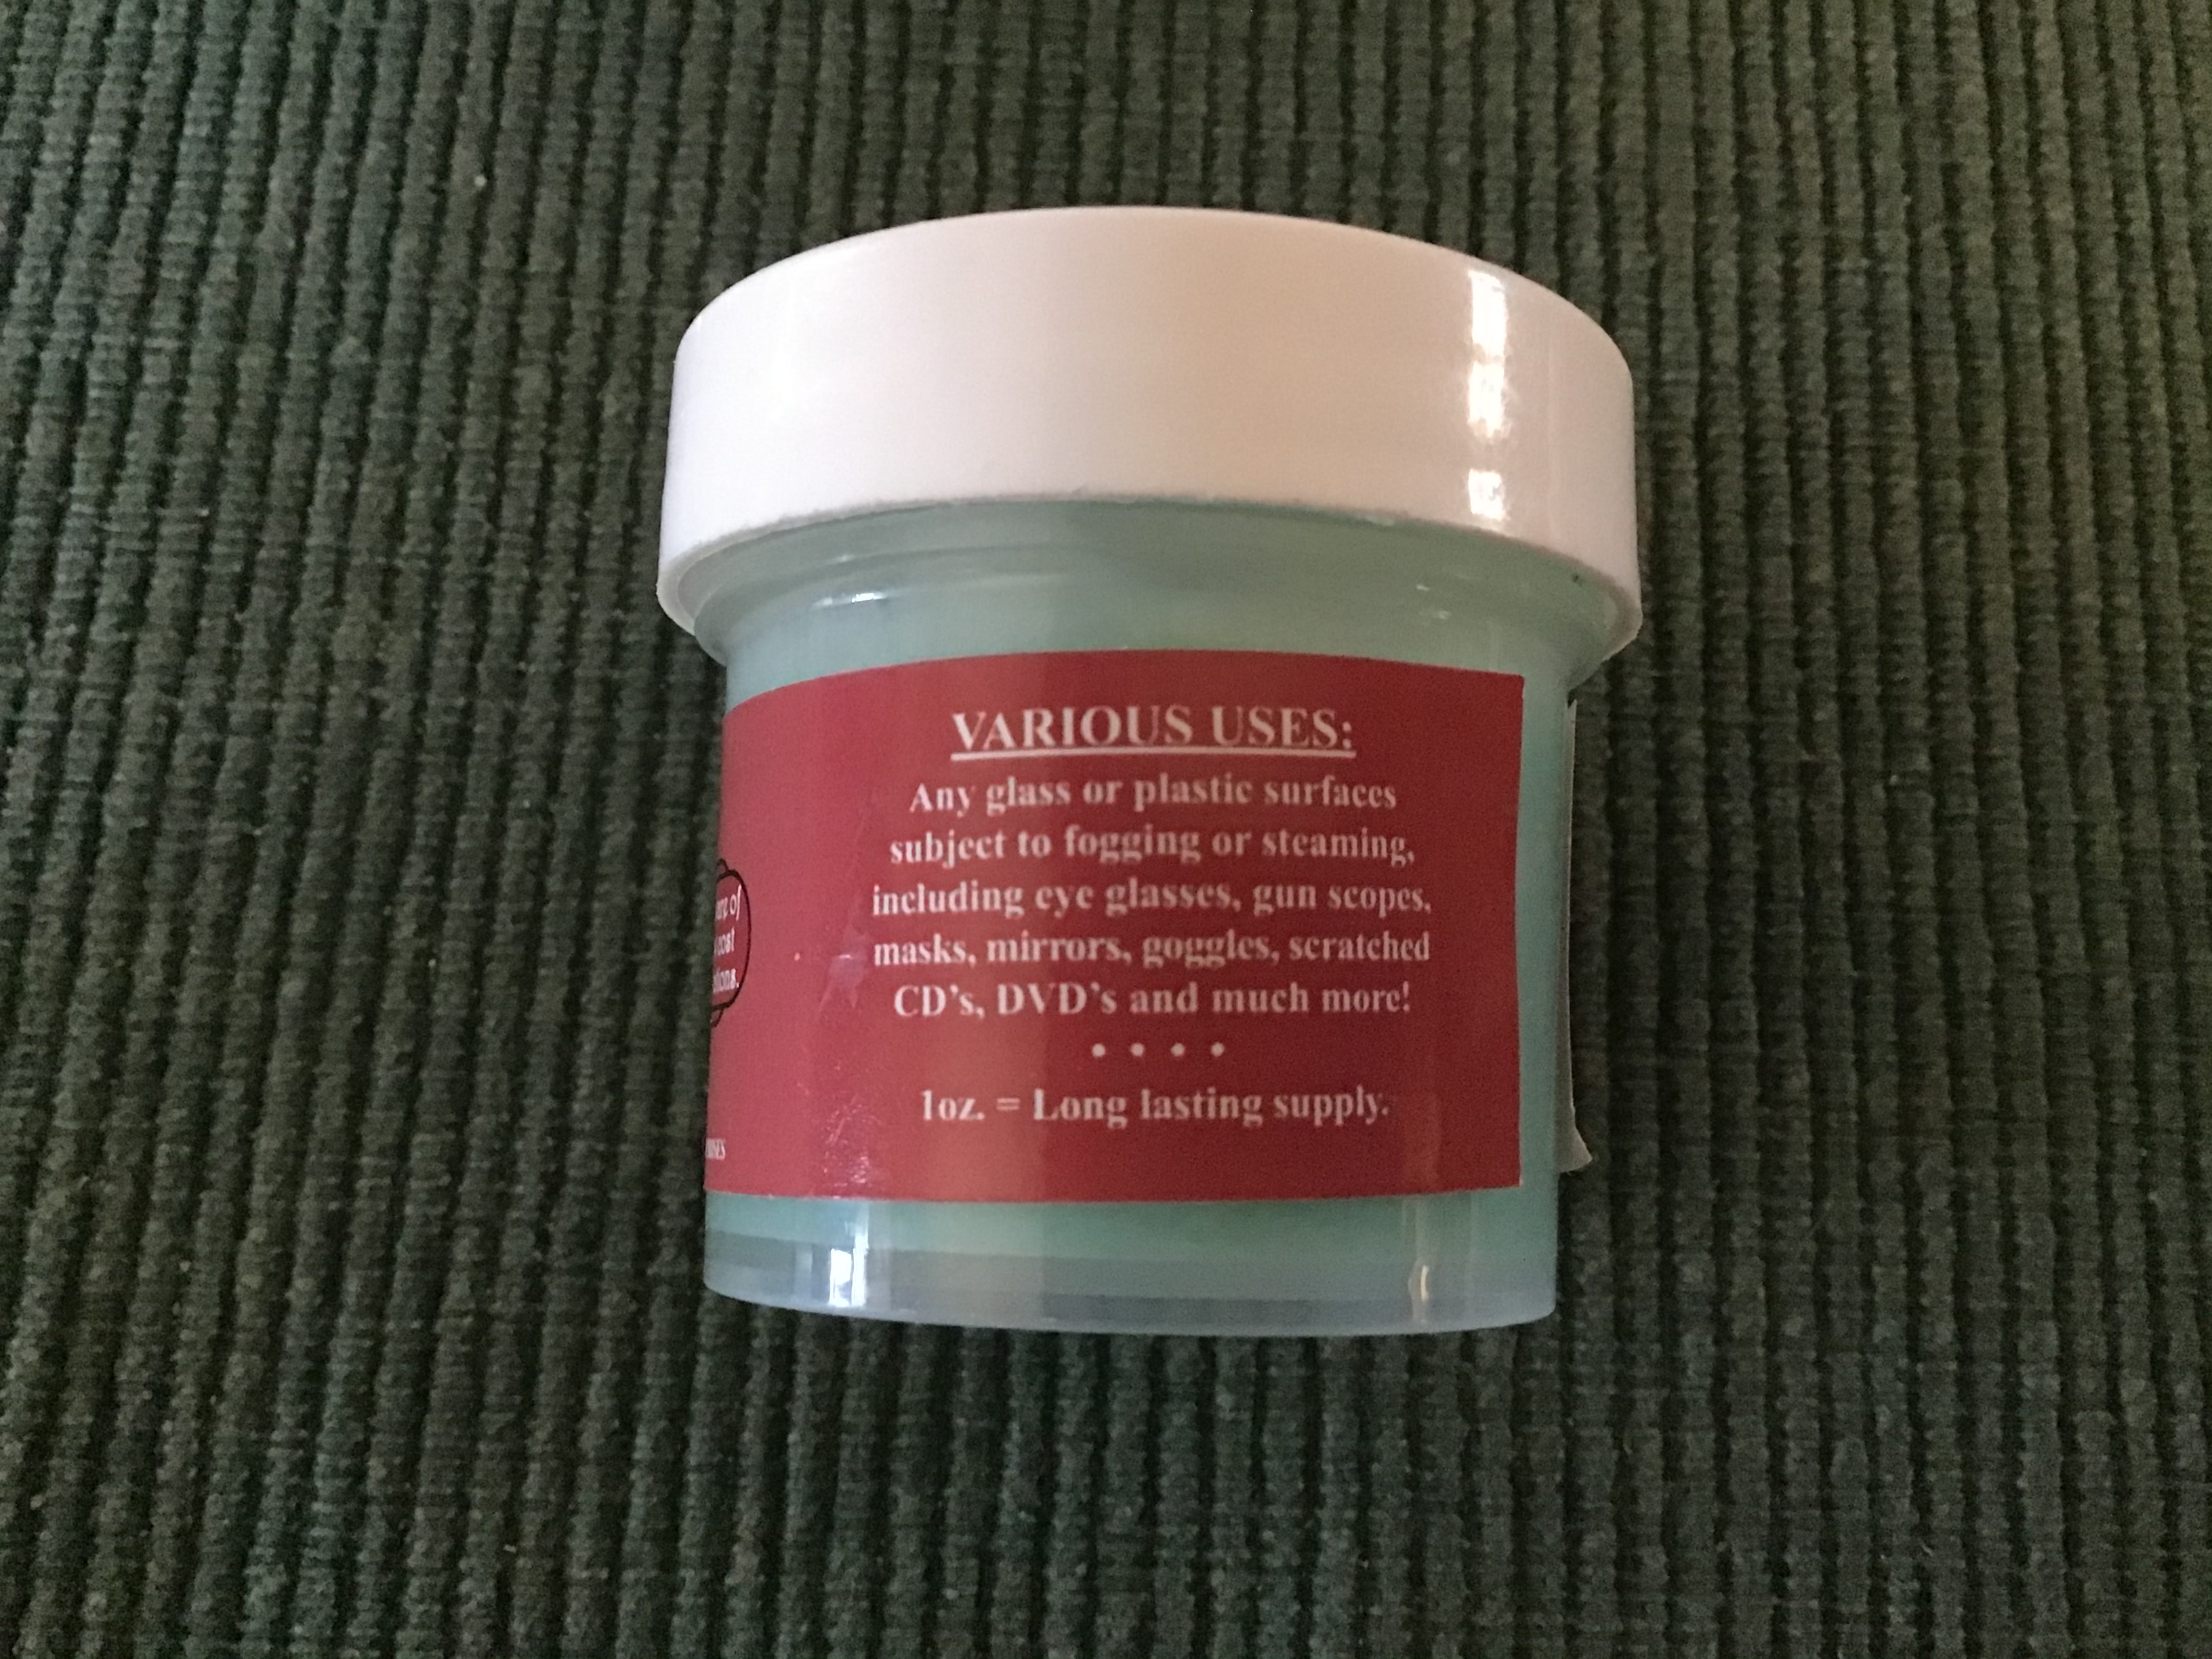 VARIOUS USES:
Any glass or plastic surfaces
subject to fogging or steaming,
including eye glasses, gun scopes,
masks, mirrors, goggles, scratched
CD's, DVD's and much more!
• • • •
1oz. = Long lasting supply.
of